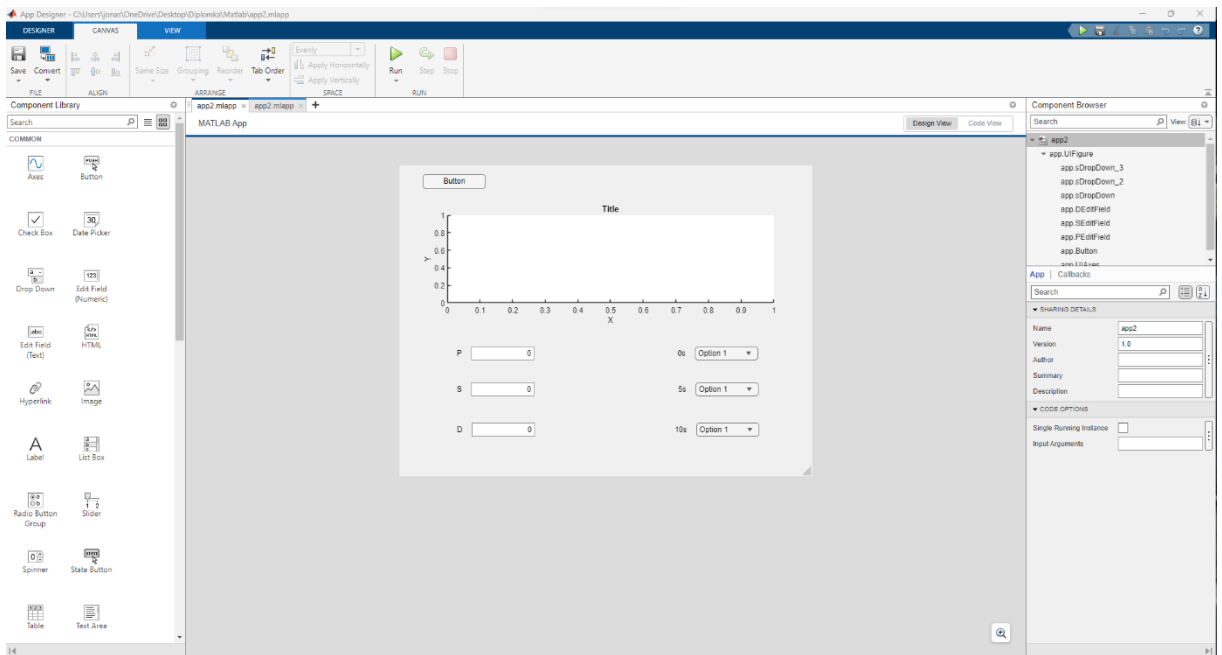 App Designer - C:\Users\jonas\OneDrive\Desktop\Diplomka\Matlab\app2.mlapp
DESIGNER CANVAS VIEW
Save Convert Same Size Grouping Reorder Tab Order Evenly Apply Horizontally Apply Vertically Run Step Stop
FILE ALIGN ARRANGE SPACE RUN
Component Library
Search
COMMON
Axes Button
Check Box Date Picker
Drop Down Edit Field (Numeric)
Edit Field (Text) HTML
Hyperlink Image
Label List Box
Radio Button Group Slider
Spinner State Button
Table Text Area
app2.mlapp × app2.mlapp × +
MATLAB App Design View Code View
Button
Title
1
0.8
0.6
0.4
0.2
0
Y
0 0.1 0.2 0.3 0.4 0.5 0.6 0.7 0.8 0.9 1
X
P 0 0s Option 1
S 0 5s Option 1
D 0 10s Option 1
Component Browser
Search View:
app2
app.UIFigure
app.sDropDown_3
app.sDropDown_2
app.sDropDown
app.DEditField
app.SEditField
app.PEditField
app.Button
app.UIAxes
App | Callbacks
Search
SHARING DETAILS
Name app2
Version 1.0
Author
Summary
Description
CODE OPTIONS
Single Running Instance
Input Arguments